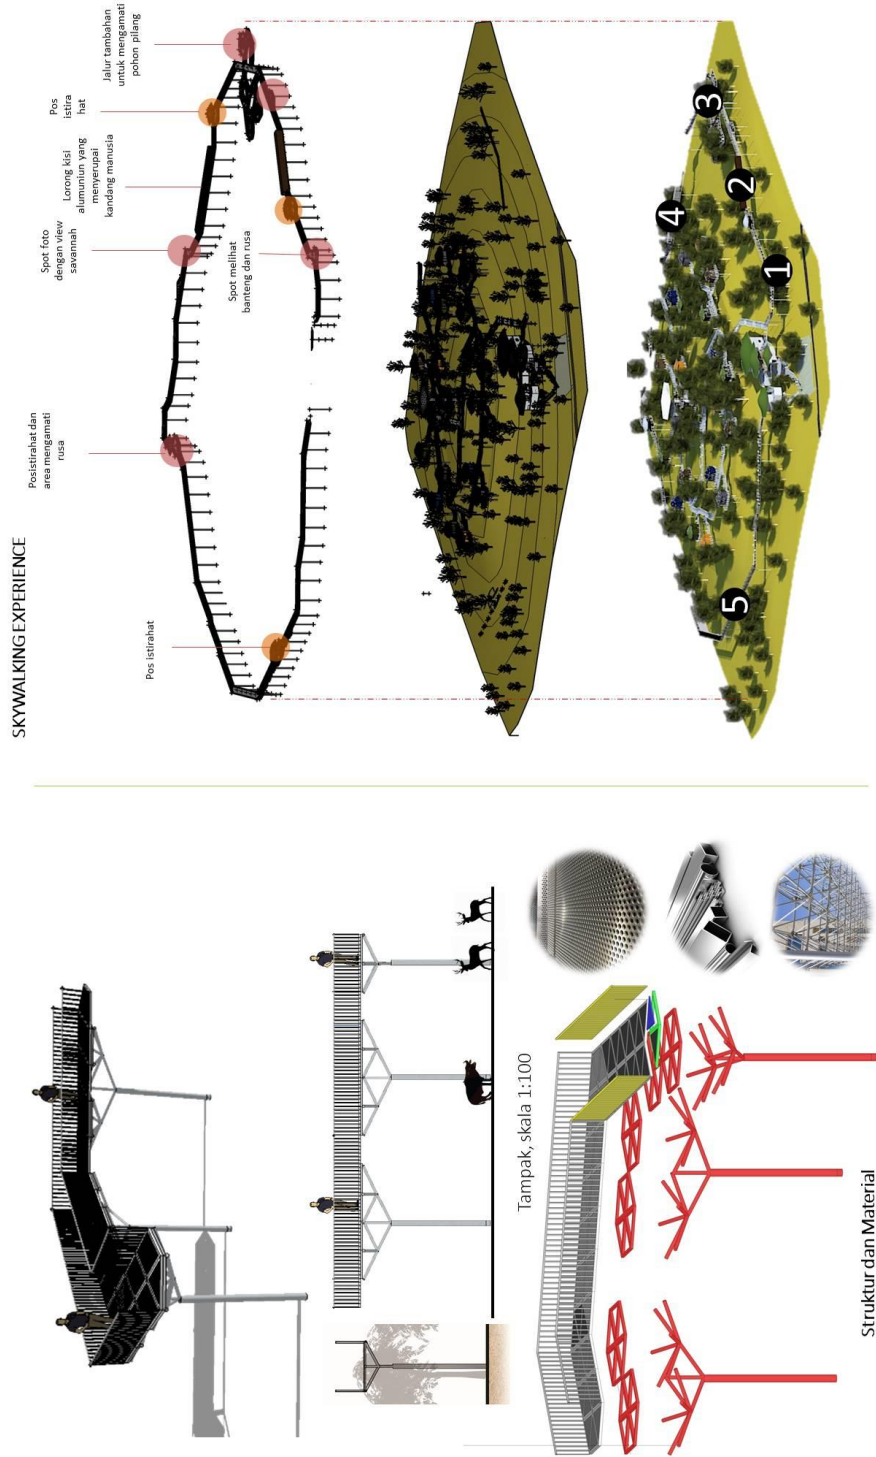 SKYWALKING EXPERIENCE
Pos istirahat
Posistirahat dan
area mengamati
rusa
Spot foto
dengan view
savannah
Lorong kisi
alumuniun yang
menyerupai
kandang manusia
Pos
istira
hat
Jalur tambahan
untuk mengamati
pohon pilang
Spot melihat
banteng dan rusa
5
1
4
2
3
Tampak, skala 1:100
Struktur dan Material